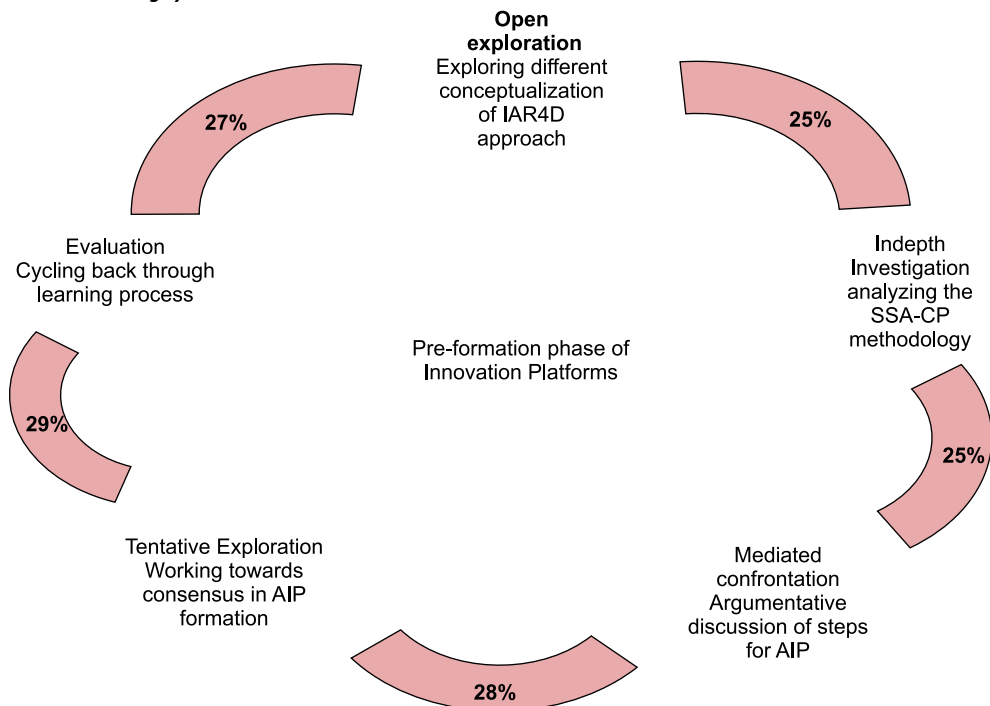 Open
exploration
Exploring different
conceptualization
of IAR4D
approach
27%
25%
Evaluation
Cycling back through
learning process
Indepth
Investigation
analyzing the
SSA-CP
methodology
Pre-formation phase of
Innovation Platforms
29%
25%
Tentative Exploration
Working towards
consensus in AIP
formation
Mediated
confrontation
Argumentative
discussion of steps
for AIP
28%